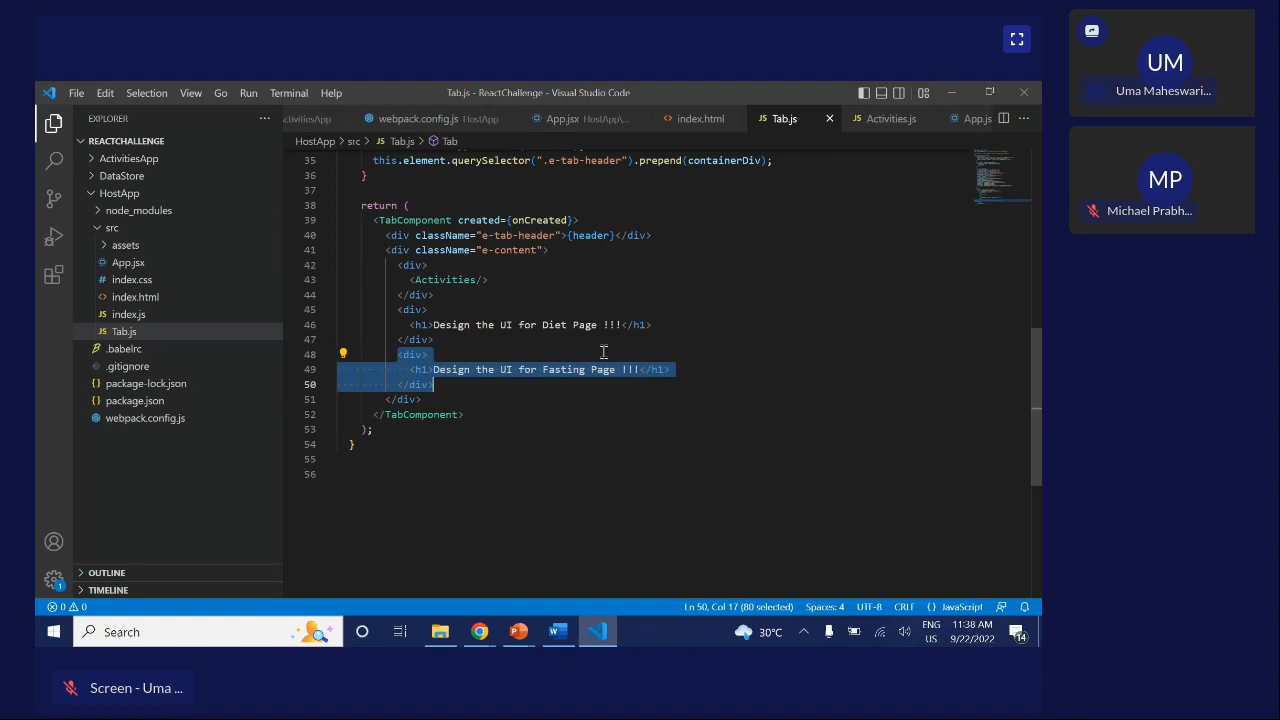 UM
Uma Maheswari...
MP
Michael Prabh...
File Edit Selection View Go Run Terminal Help
Tab.js - ReactChallenge - Visual Studio Code
EXPLORER
ctivitiesApp
webpack.config.js HostApp
App.jsx HostApp\...
index.html
Tab.js
Activities.js
App.js
HostApp > src > Tab.js > Tab
REACTCHALLENGE
ActivitiesApp
DataStore
HostApp
node_modules
src
assets
App.jsx
index.css
index.html
index.js
Tab.js
.babelrc
.gitignore
package-lock.json
package.json
webpack.config.js
OUTLINE
TIMELINE
35 this.element.querySelector(".e-tab-header").prepend(containerDiv);
36 }
37
38 return (
39 <TabComponent created={onCreated}>
40 <div className="e-tab-header">{header}</div>
41 <div className="e-content">
42 <div>
43 <Activities/>
44 </div>
45 <div>
46 <h1>Design the UI for Diet Page !!!</h1>
47 </div>
48 <div>
49 <h1>Design the UI for Fasting Page !!!</h1>
50 </div>
51 </div>
52 </TabComponent>
53 );
54 }
55
56
0 0
Ln 50, Col 17 (80 selected) Spaces: 4 UTF-8 CRLF {} JavaScript
1
Search
30°C
ENG
US
11:38 AM
9/22/2022
14
Screen - Uma ...